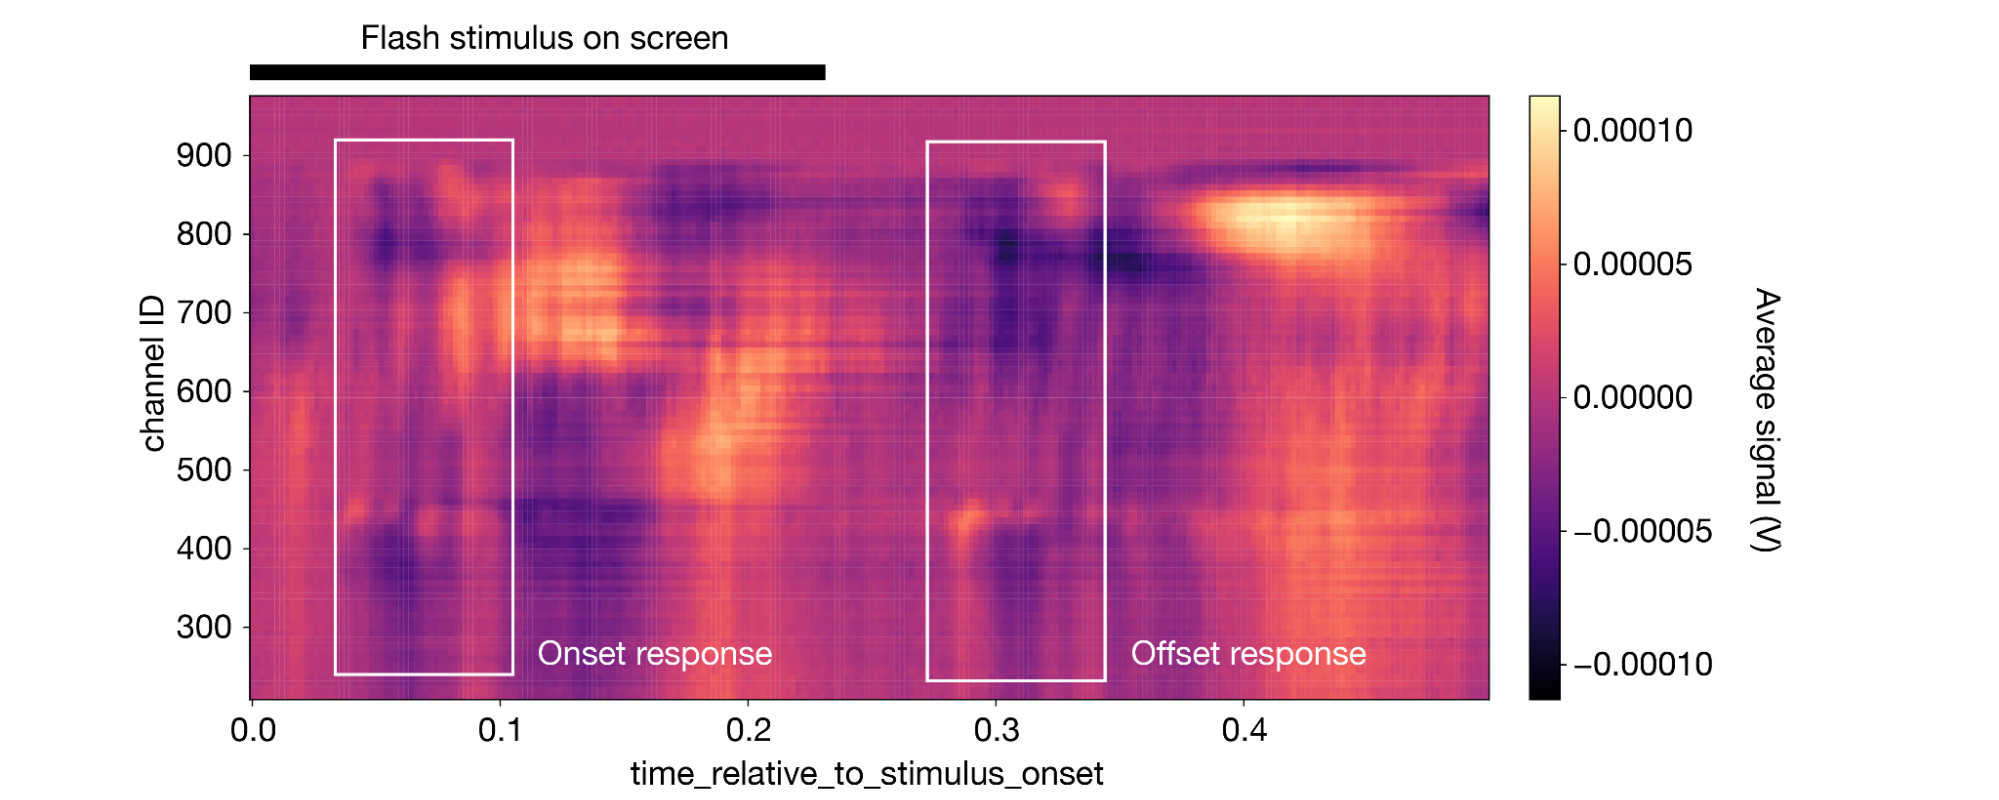 Flash stimulus on screen
900
800
700
600
500
400
300
channel ID
Onset response
Offset response
0.0
0.1
0.2
0.3
0.4
time_relative_to_stimulus_onset
0.00010
0.00005
0.00000
−0.00005
−0.00010
Average signal (V)